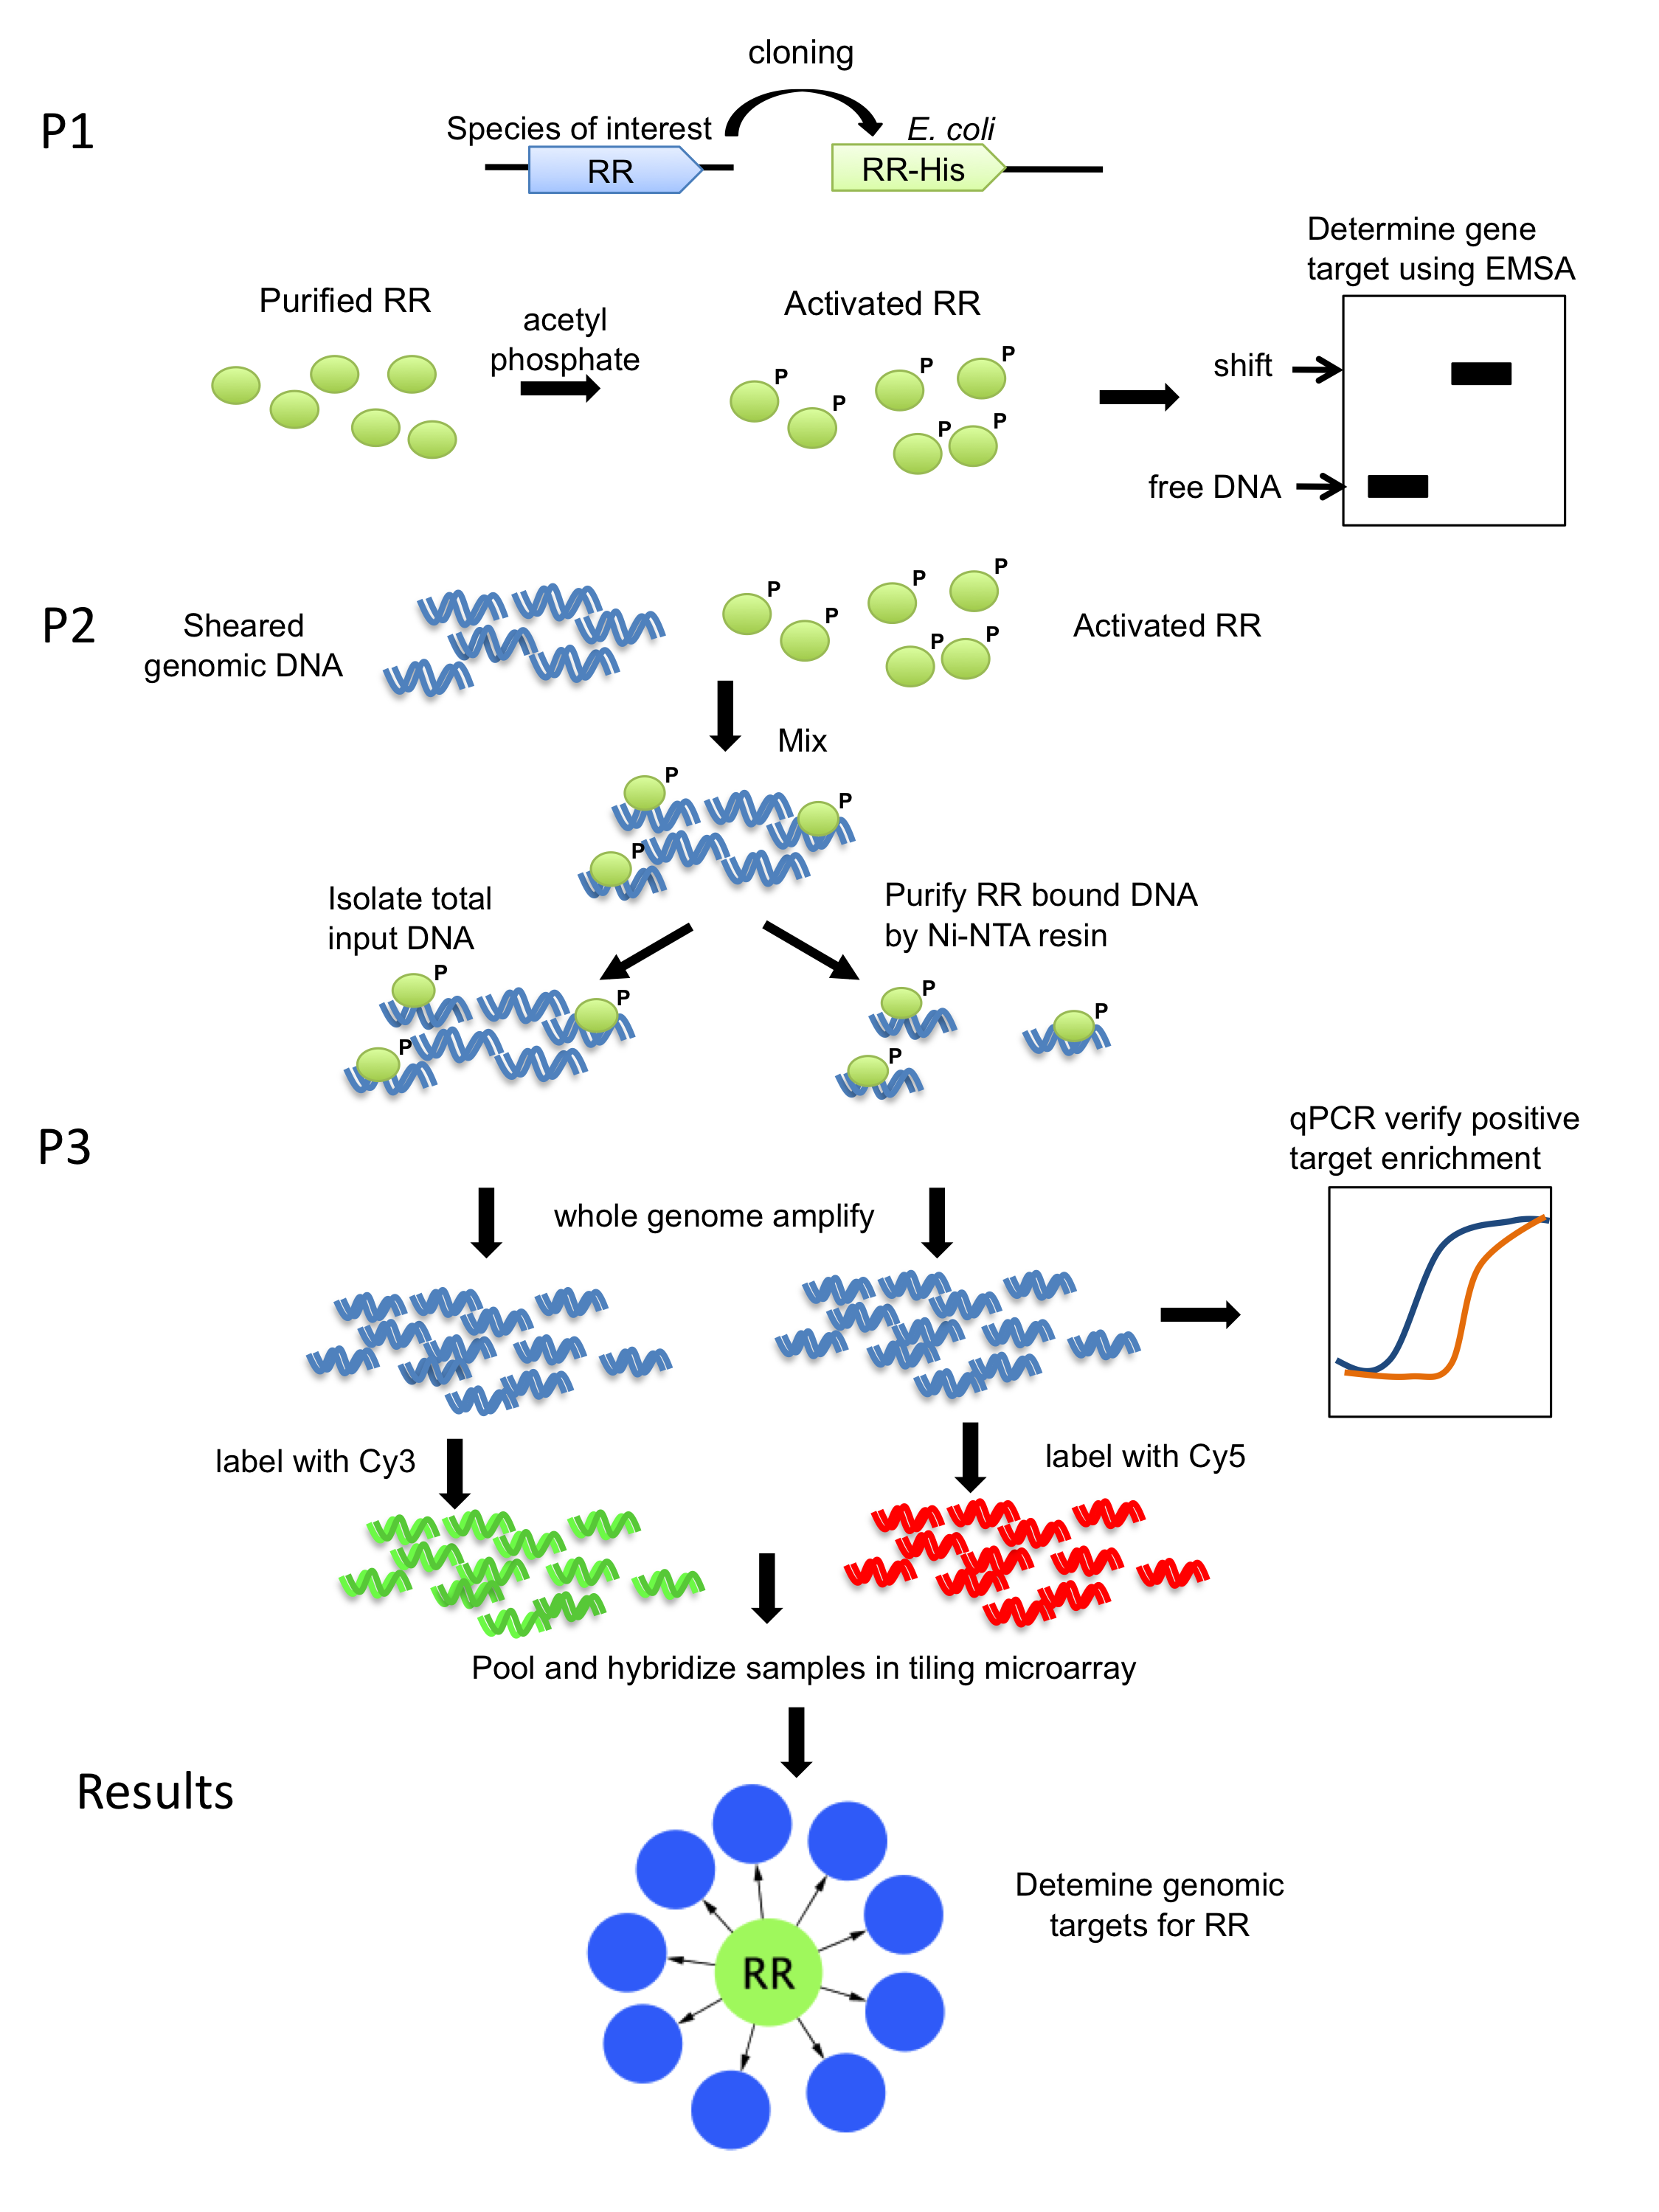 cloning
P1
Species of interest
E. coli
RR
RR-His
Determine gene
target using EMSA
Purified RR
acetyl
phosphate
Activated RR
P
P
P
P
P
P
shift
free DNA
P2
Sheared
genomic DNA
P
P
P
P
P
P
Activated RR
Mix
P
P
P
Isolate total
input DNA
Purify RR bound DNA
by Ni-NTA resin
P
P
P
P
P
P
P3
qPCR verify positive
target enrichment
whole genome amplify
label with Cy3
label with Cy5
Pool and hybridize samples in tiling microarray
Results
Detemine genomic
targets for RR
RR